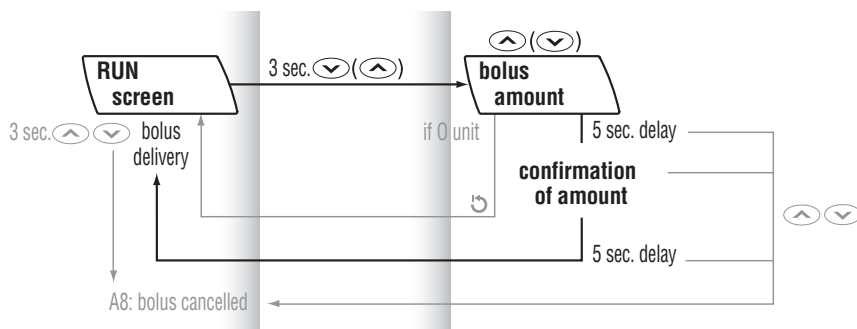 RUN
screen
3 sec. ( )
( )
bolus
amount
3 sec.
bolus
delivery
if 0 unit
5 sec. delay
confirmation
of amount
5 sec. delay
A8: bolus cancelled